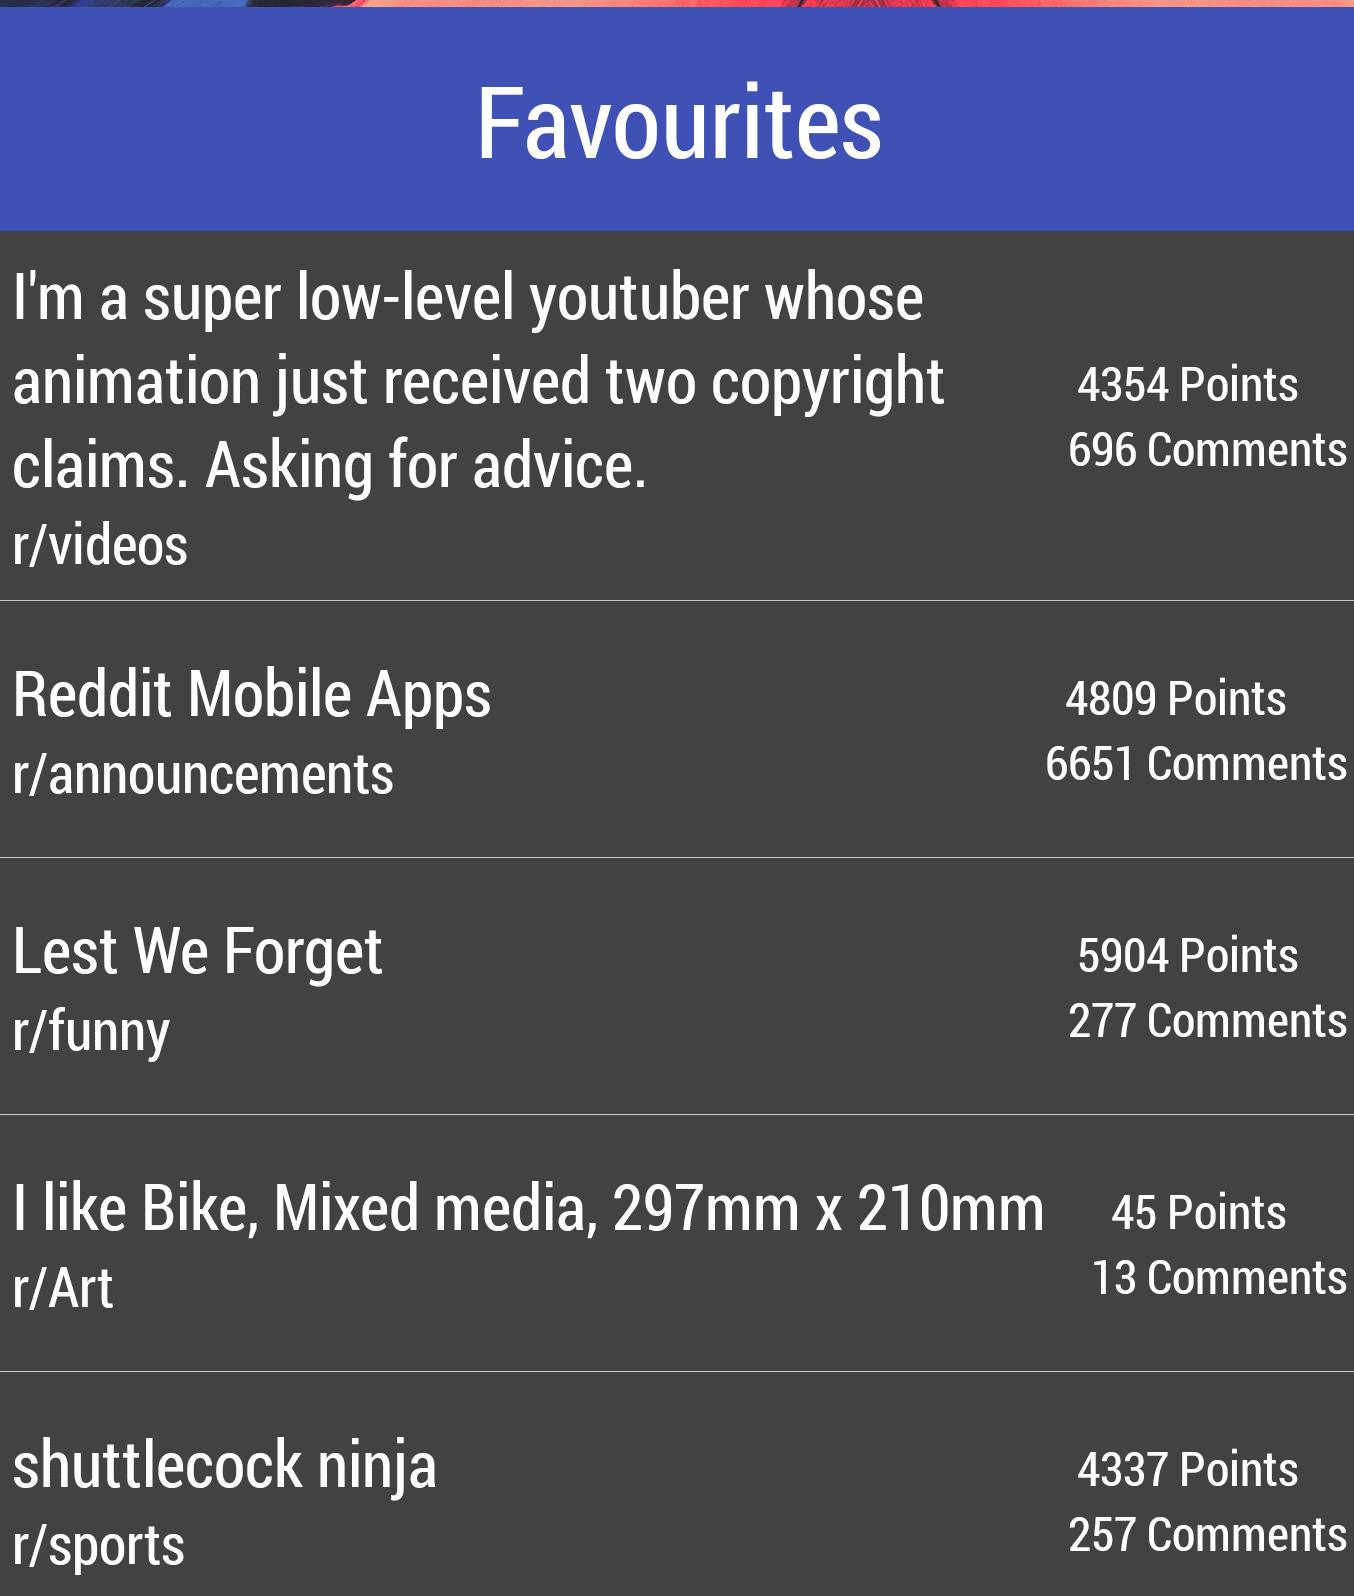 Favourites
I'm a super low-level youtuber whose
animation just received two copyright
claims. Asking for advice.
r/videos
4354 Points
696 Comments
Reddit Mobile Apps
r/announcements
4809 Points
6651 Comments
Lest We Forget
r/funny
5904 Points
277 Comments
I like Bike, Mixed media, 297mm x 210mm
r/Art
45 Points
13 Comments
shuttlecock ninja
r/sports
4337 Points
257 Comments